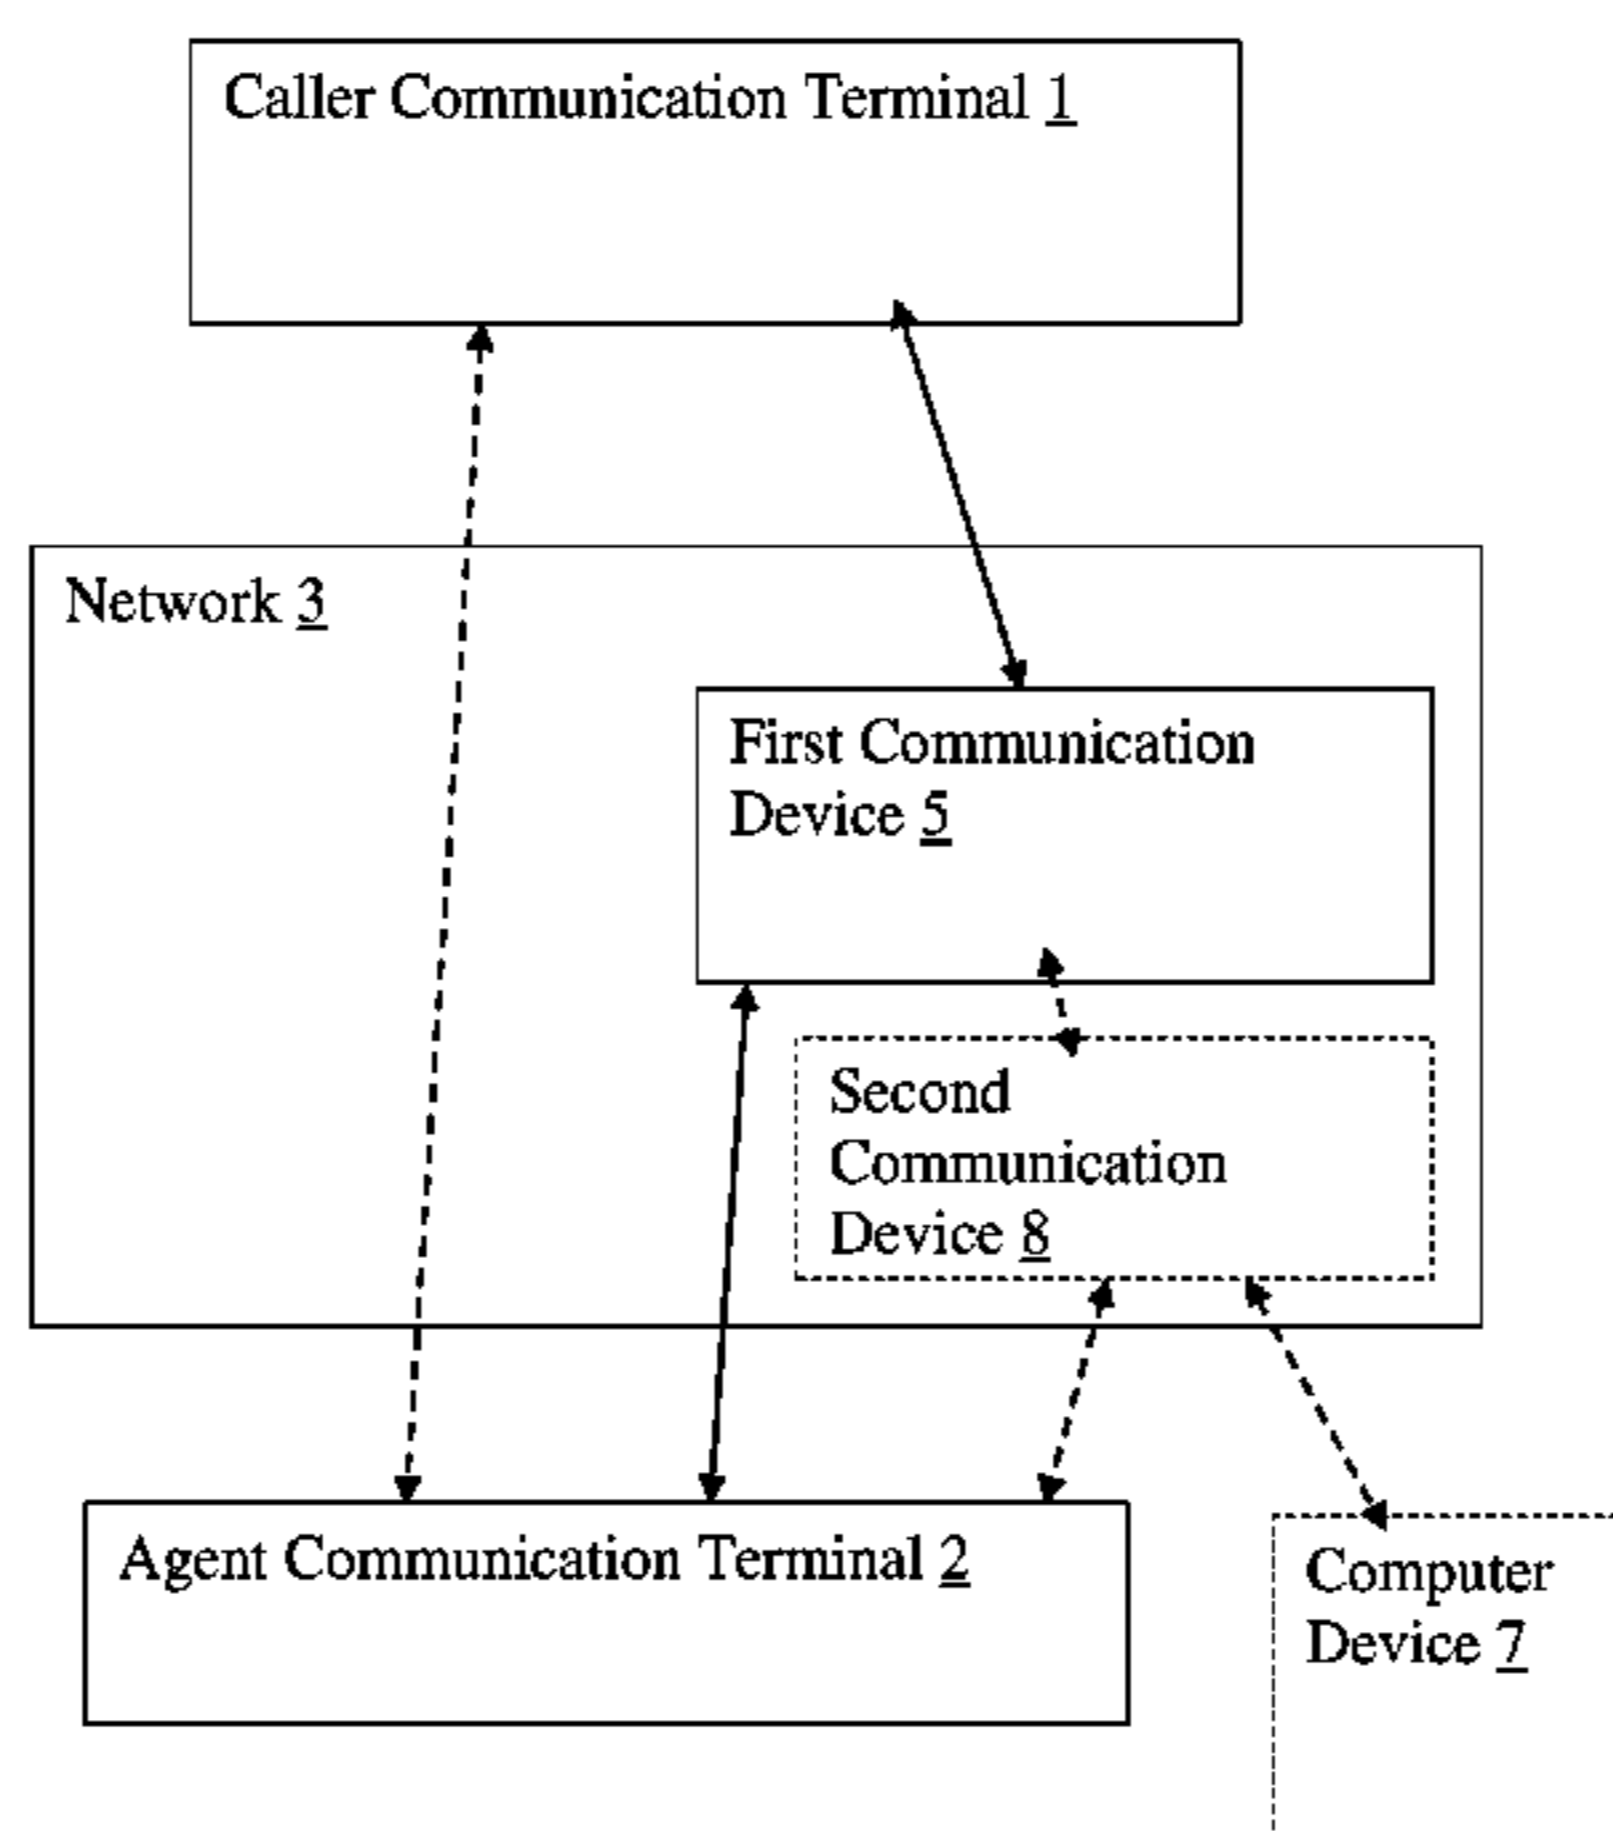 Caller Communication Terminal 1
Network 3
First Communication
Device 5
Second
Communication
Device 8
Agent Communication Terminal 2
Computer
Device 7